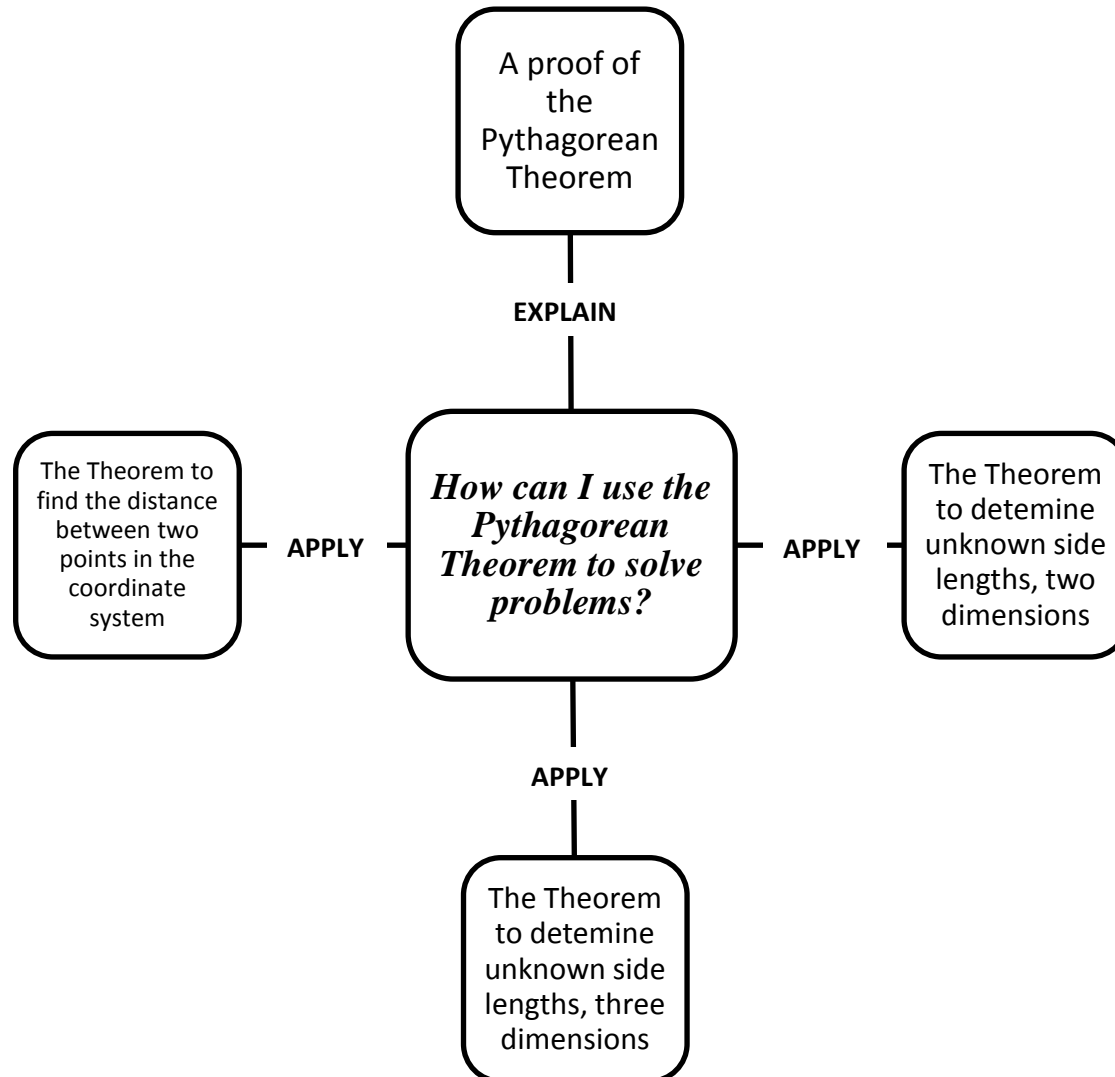 A proof of
the
Pythagorean
Theorem
EXPLAIN
The Theorem to
find the distance
between two
points in the
coordinate
system
APPLY
How can I use the
Pythagorean
Theorem to solve
problems?
APPLY
The Theorem
to detemine
unknown side
lengths, two
dimensions
APPLY
The Theorem
to detemine
unknown side
lengths, three
dimensions